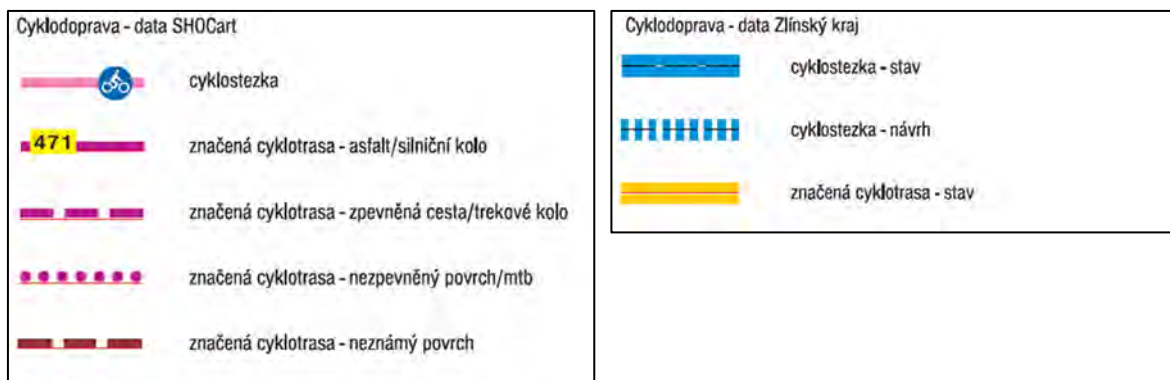 Cyklodoprava - data SHOCart
cyklostezka
471
značená cyklotrasa - asfalt/silniční kolo
značená cyklotrasa - zpevněná cesta/trekové kolo
značená cyklotrasa - nezpevněný povrch/mtb
značená cyklotrasa - neznámý povrch
Cyklodoprava - data Zlínský kraj
cyklostezka - stav
cyklostezka - návrh
značená cyklotrasa - stav